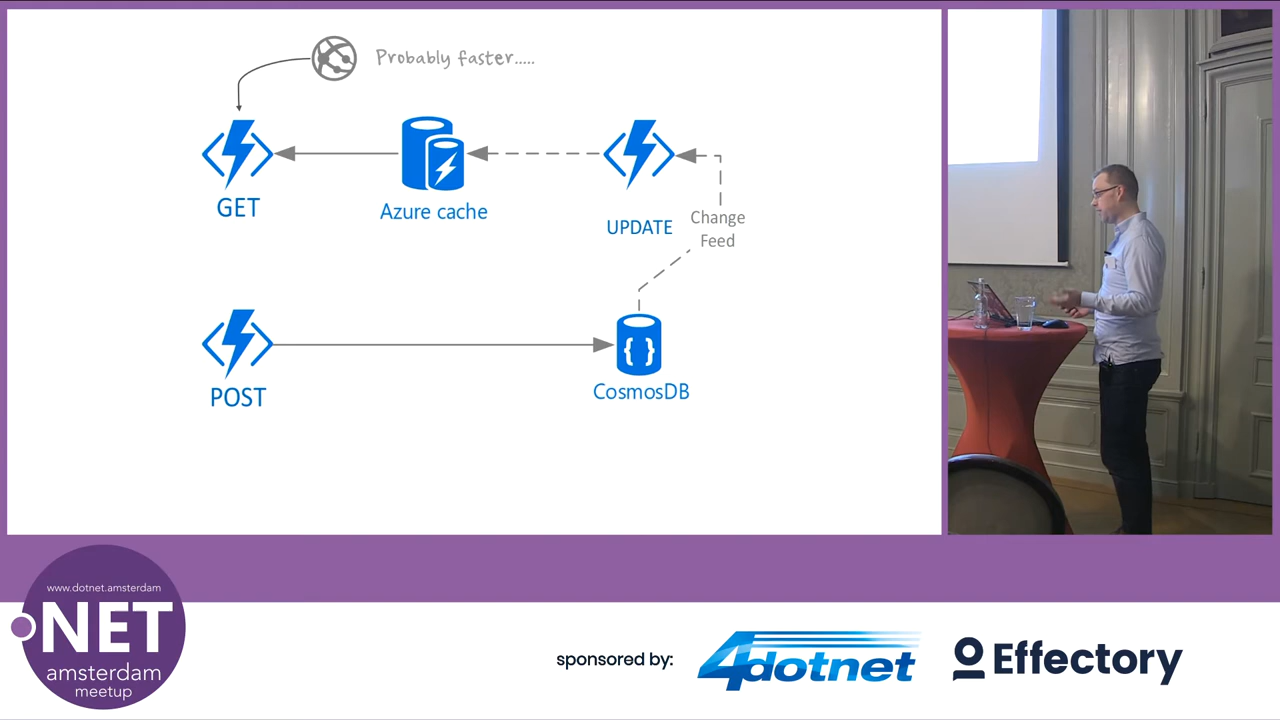 Probably faster.....
GET
Azure cache
UPDATE
Change
Feed
POST
CosmosDB
{ }
www.dotnet.amsterdam
.NET
amsterdam
meetup
sponsored by:
4dotnet
Effectory